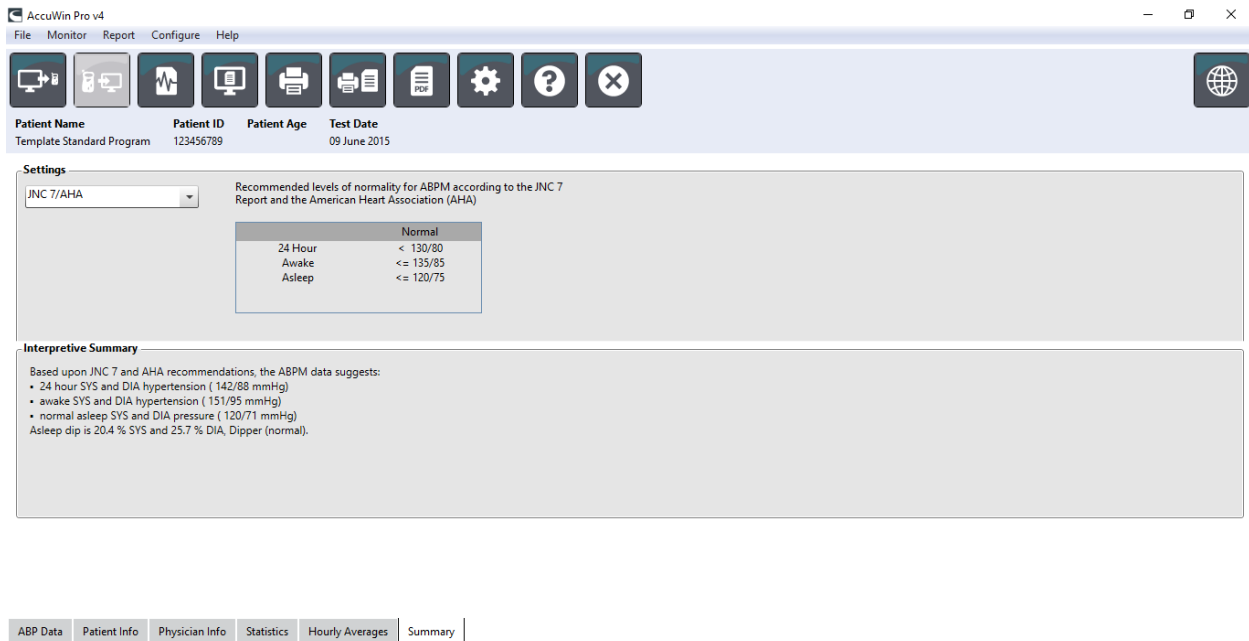 AccuWin Pro v4
File Monitor Report Configure Help
PDF
Patient Name Patient ID Patient Age Test Date
Template Standard Program 123456789 09 June 2015
Settings
JNC 7/AHA
Recommended levels of normality for ABPM according to the JNC 7
Report and the American Heart Association (AHA)
Normal
24 Hour < 130/80
Awake <= 135/85
Asleep <= 120/75
Interpretive Summary
Based upon JNC 7 and AHA recommendations, the ABPM data suggests:
• 24 hour SYS and DIA hypertension ( 142/88 mmHg)
• awake SYS and DIA hypertension ( 151/95 mmHg)
• normal asleep SYS and DIA pressure ( 120/71 mmHg)
Asleep dip is 20.4 % SYS and 25.7 % DIA, Dipper (normal).
ABP Data Patient Info Physician Info Statistics Hourly Averages Summary